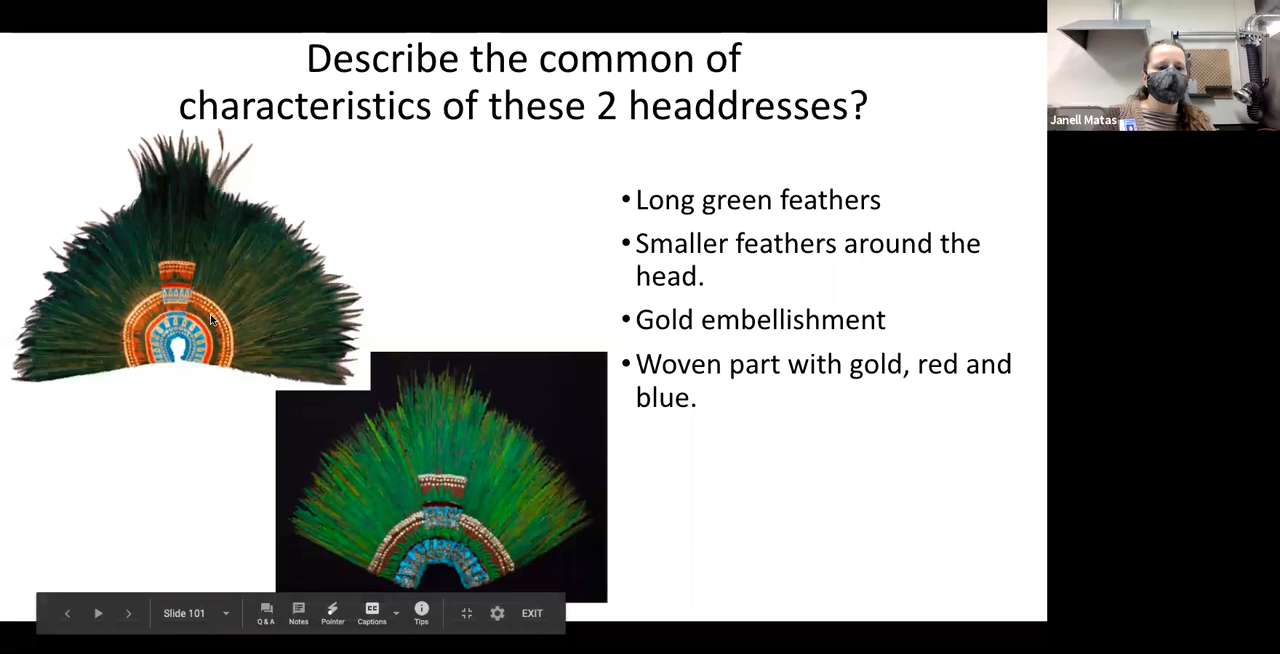 Describe the common of
characteristics of these 2 headdresses?
Janell Matas
•Long green feathers
•Smaller feathers around the
head.
•Gold embellishment
•Woven part with gold, red and
blue.
Slide 101
Q & A
Notes
Pointer
CC
Captions
Tips
EXIT